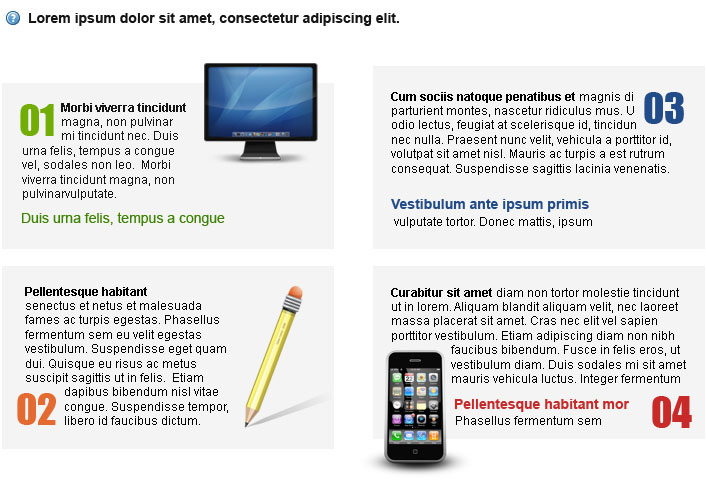 Lorem ipsum dolor sit amet, consectetur adipiscing elit.
01
Morbi viverra tincidunt
magna, non pulvinar
mi tincidunt nec. Duis
urna felis, tempus a congue
vel, sodales non leo. Morbi
viverra tincidunt magna, non
pulvinarvulputate.
Duis urna felis, tempus a congue
Pellentesque habitant
senectus et netus et malesuada
fames ac turpis egestas. Phasellus
fermentum sem eu velit egestas
vestibulum. Suspendisse eget quam
dui. Quisque eu risus ac metus
suscipit sagittis ut in felis. Etiam
dapibus bibendum nisl vitae
congue. Suspendisse tempor,
libero id faucibus dictum.
02
Cum sociis natoque penatibus et magnis di
parturient montes, nascetur ridiculus mus. U
odio lectus, feugiat at scelerisque id, tincidun
nec nulla. Praesent nunc velit, vehicula a porttitor id,
volutpat sit amet nisl. Mauris ac turpis a est rutrum
consequat. Suspendisse sagittis lacinia venenatis.
03
Vestibulum ante ipsum primis
vulputate tortor. Donec mattis, ipsum
Curabitur sit amet diam non tortor molestie tincidunt
ut in lorem. Aliquam blandit aliquam velit, nec laoreet
massa placerat sit amet. Cras nec elit vel sapien
porttitor vestibulum. Etiam adipiscing diam non nibh
faucibus bibendum. Fusce in felis eros, ut
vestibulum diam. Duis sodales mi sit amet
mauris vehicula luctus. Integer fermentum
Pellentesque habitant mor
Phasellus fermentum sem
04